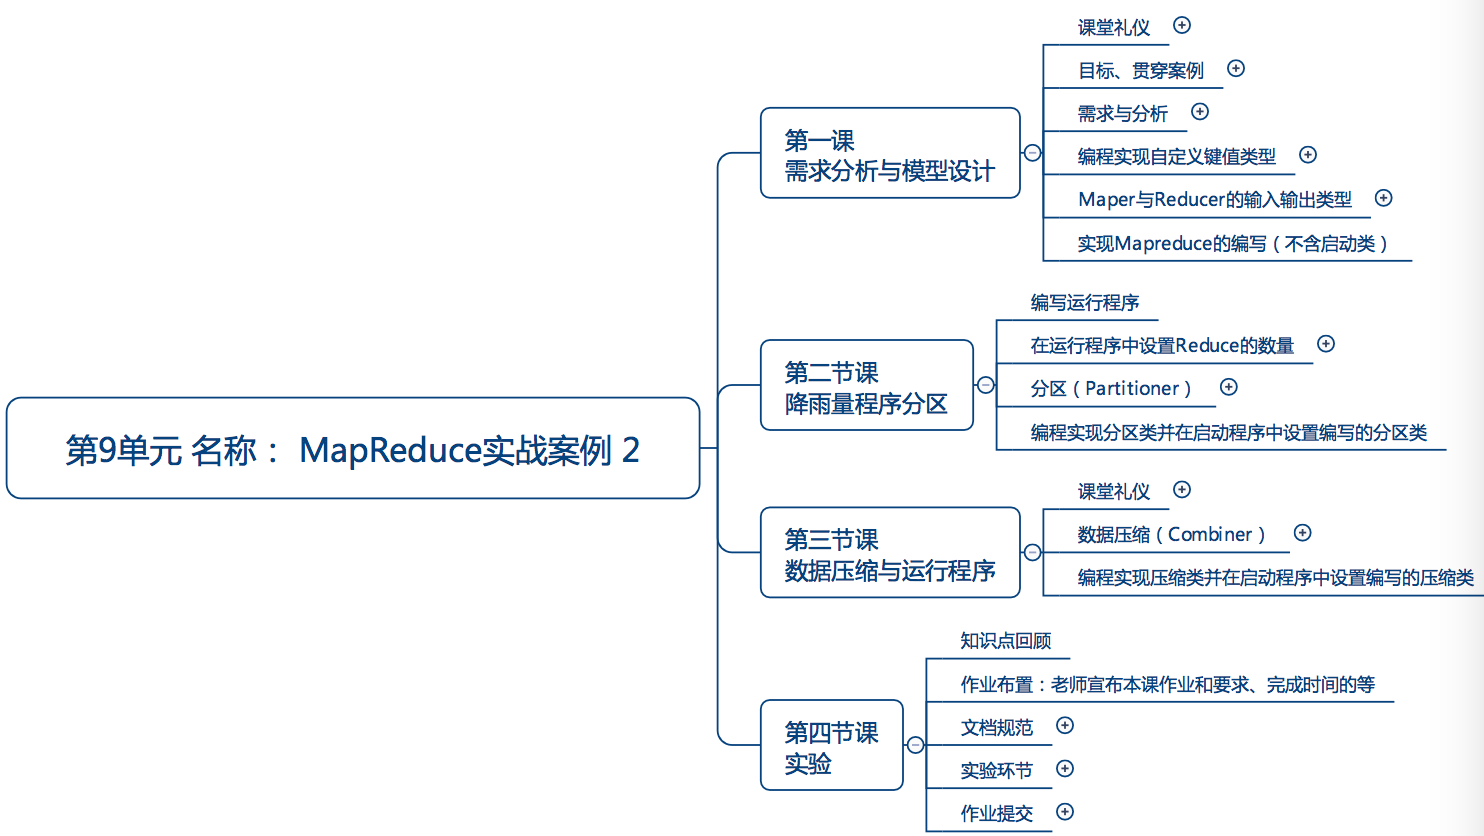 第9单元 名称： MapReduce实战案例 2
第一课
需求分析与模型设计
课堂礼仪
目标、贯穿案例
需求与分析
编程实现自定义键值类型
Maper与Reducer的输入输出类型
实现Mapreduce的编写（不含启动类）
第二节课
降雨量程序分区
编写运行程序
在运行程序中设置Reduce的数量
分区（Partitioner）
编程实现分区类并在启动程序中设置编写的分区类
第三节课
数据压缩与运行程序
课堂礼仪
数据压缩（Combiner）
编程实现压缩类并在启动程序中设置编写的压缩类
第四节课
实验
知识点回顾
作业布置：老师宣布本课作业和要求、完成时间的等
文档规范
实验环节
作业提交